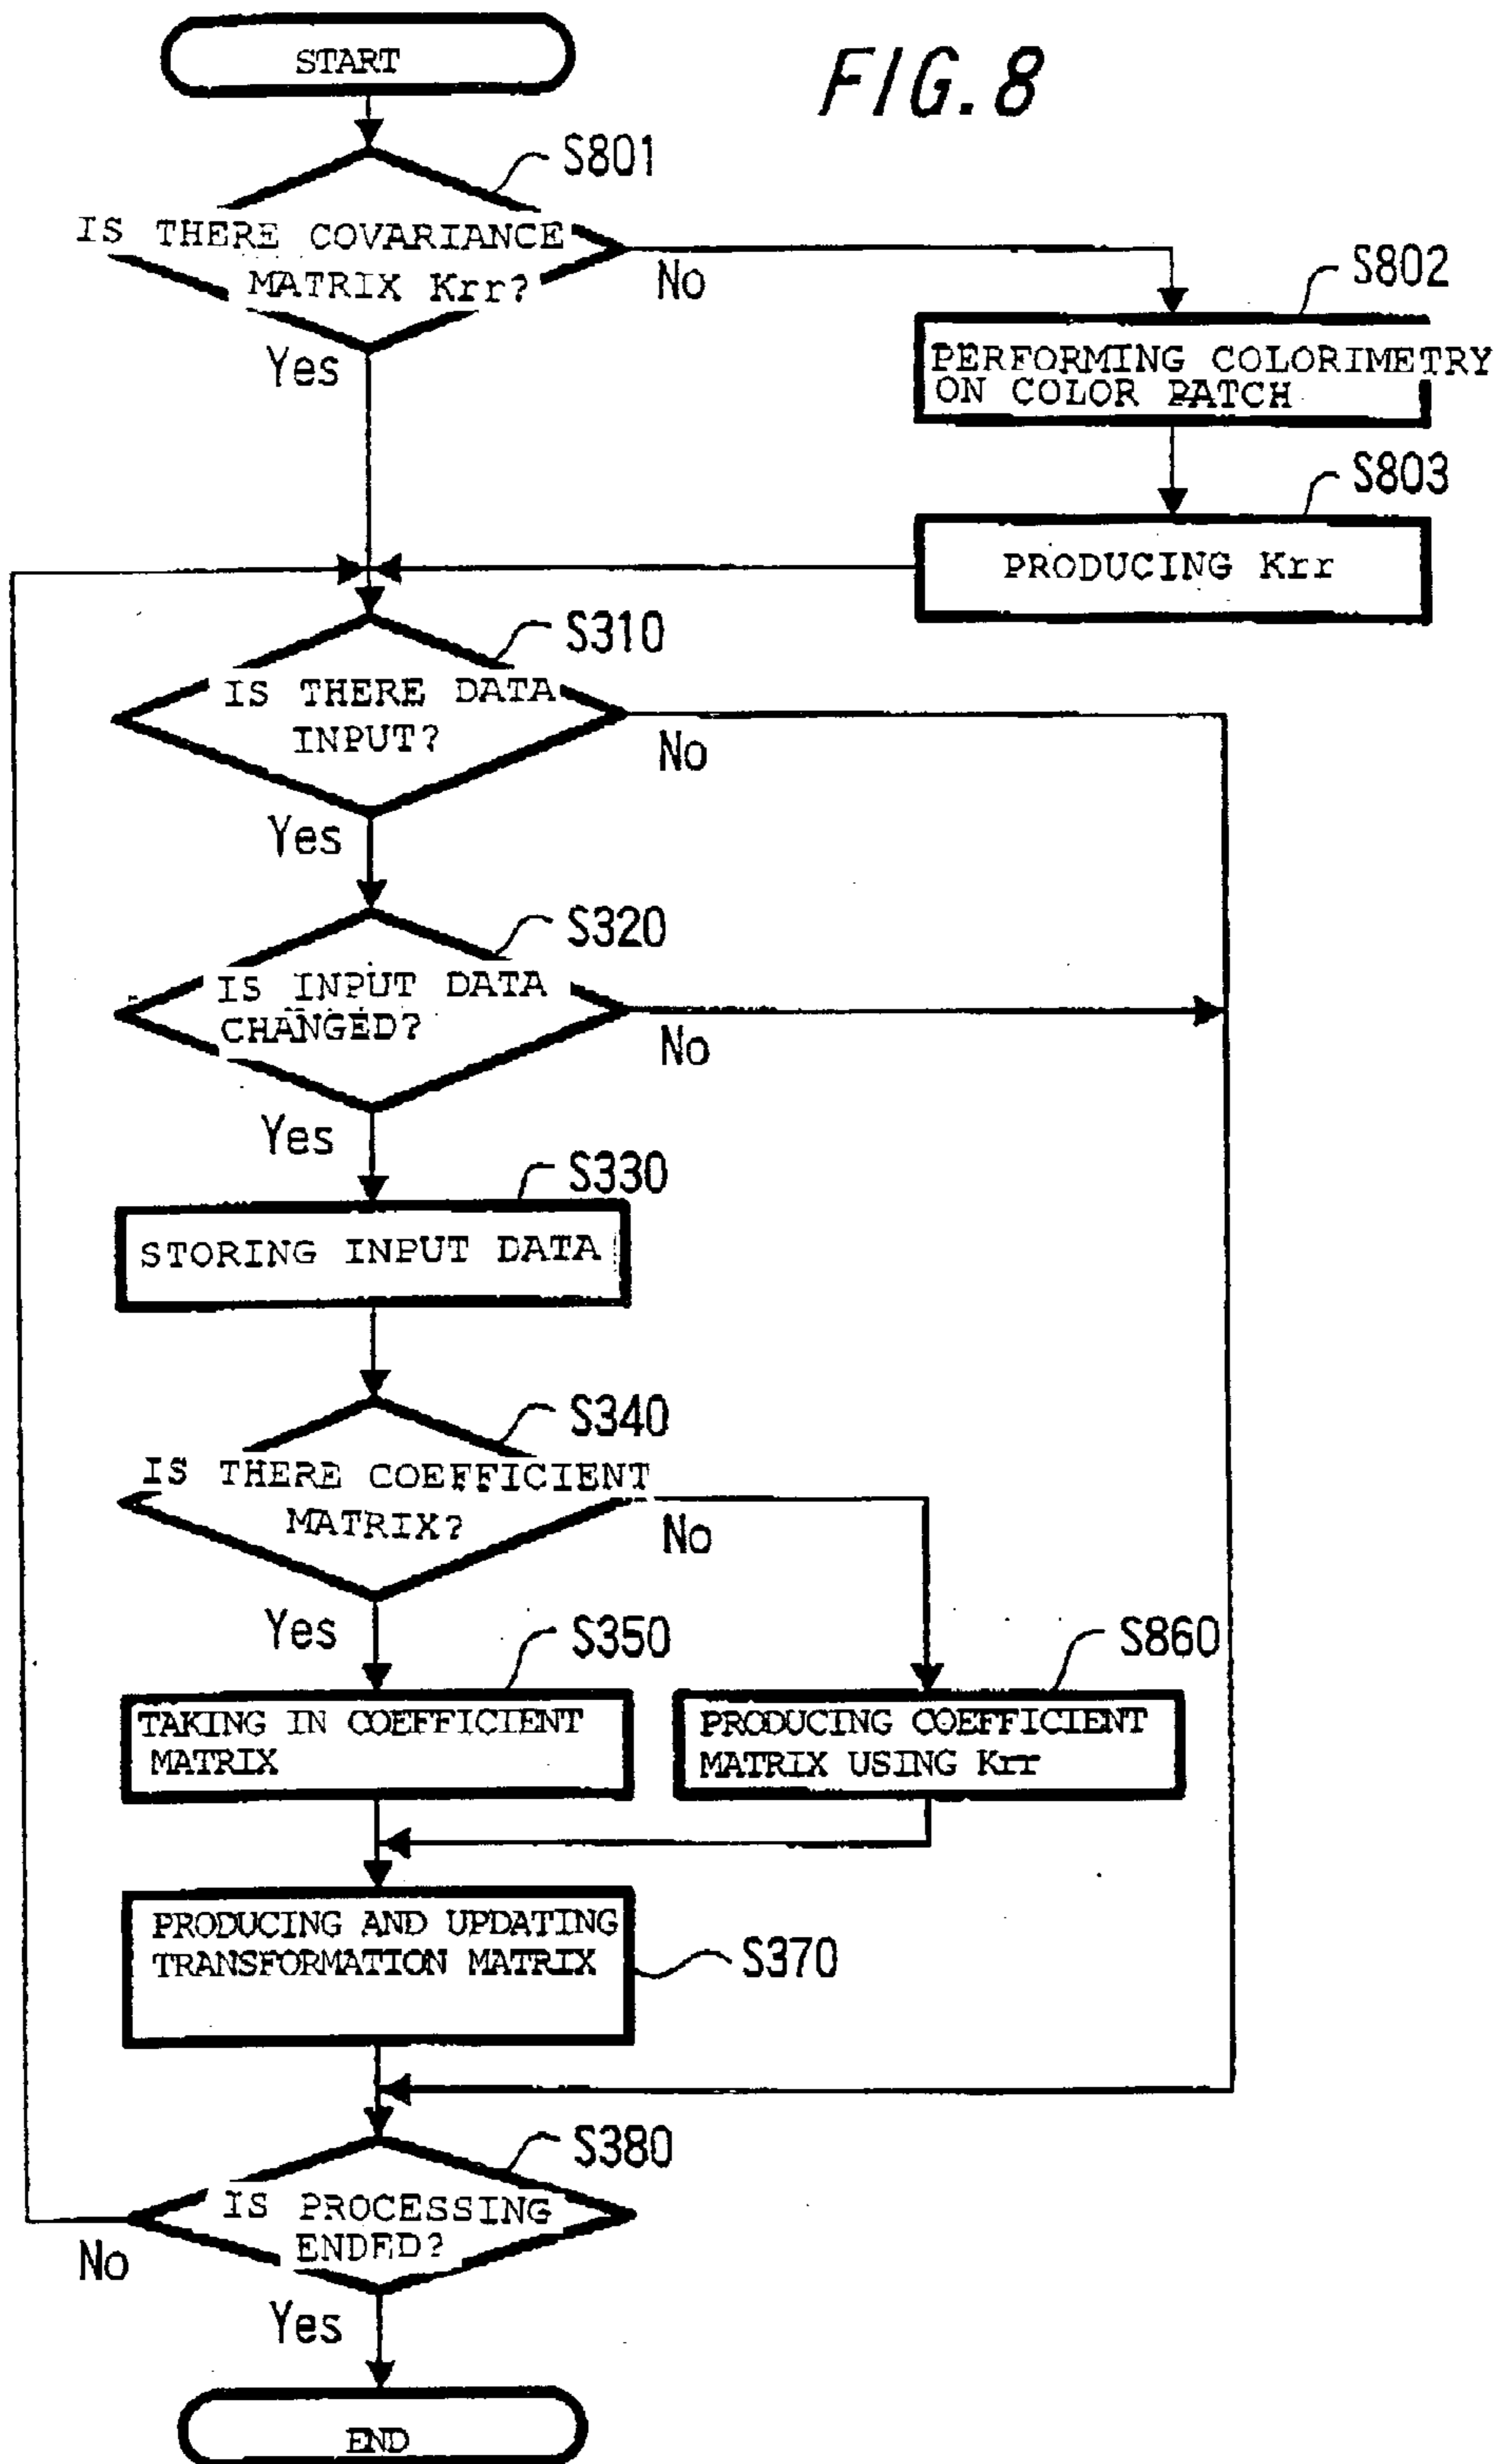 START
FIG. 8
S801
IS THERE COVARIANCE
MATRIX Krr?
No
Yes
S802
PERFORMING COLORIMETRY
ON COLOR PATCH
S803
PRODUCING Krr
S310
IS THERE DATA
INPUT?
No
Yes
S320
IS INPUT DATA
CHANGED?
No
Yes
S330
STORING INPUT DATA
S340
IS THERE COEFFICIENT
MATRIX?
No
Yes
S350
TAKING IN COEFFICIENT
MATRIX
S860
PRODUCING COEFFICIENT
MATRIX USING Krr
PRODUCING AND UPDATING
TRANSFORMATION MATRIX
S370
S380
IS PROCESSING
ENDED?
No
Yes
END